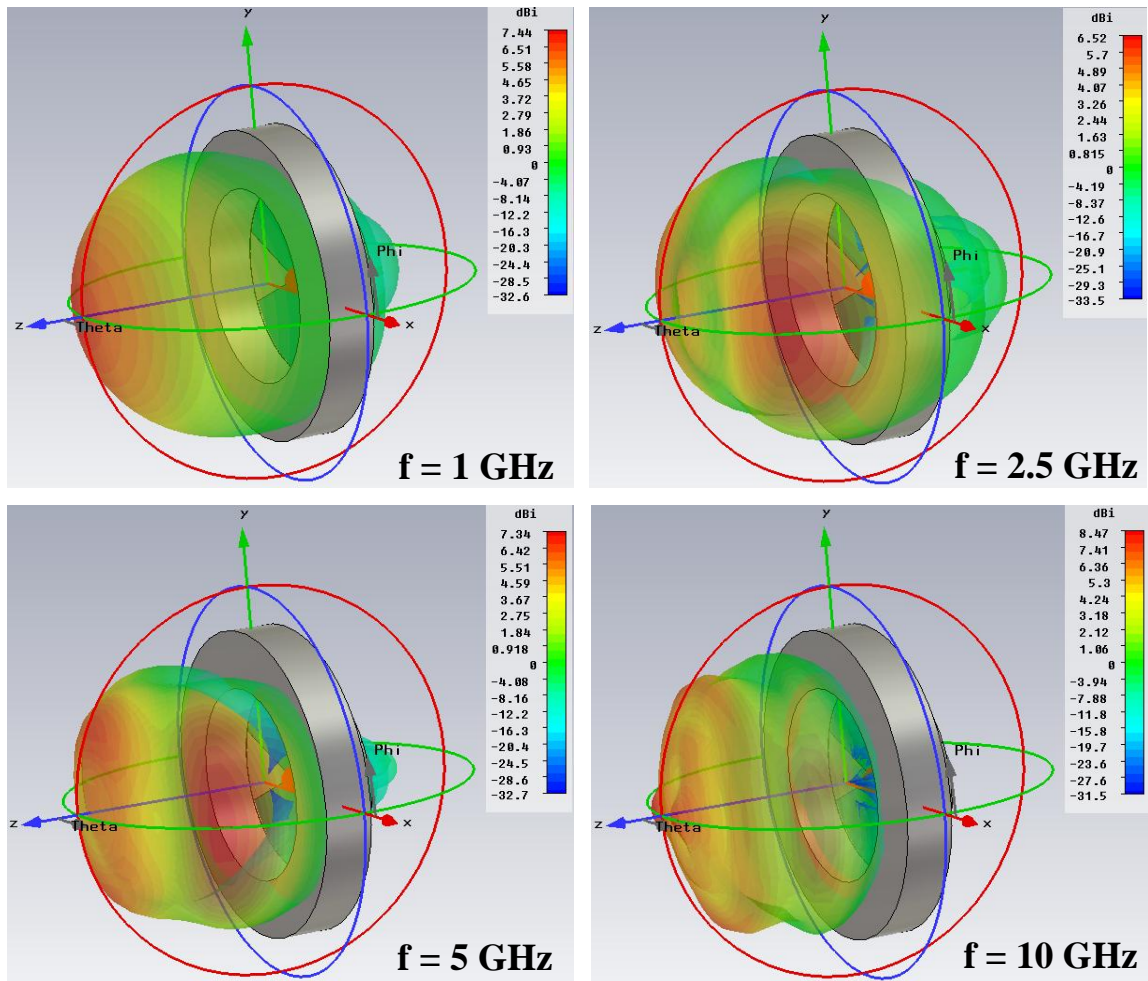 y
dBi
7.44
6.51
5.58
4.65
3.72
2.79
1.86
0.93
0
-4.07
-8.14
-12.2
-16.3
-20.3
-24.4
-28.5
-32.6
Phi
z
Theta
x
f = 1 GHz
y
dBi
6.52
5.7
4.89
4.07
3.26
2.44
1.63
0.815
0
-4.19
-8.37
-12.6
-16.7
-20.9
-25.1
-29.3
-33.5
Phi
z
Theta
x
f = 2.5 GHz
y
dBi
7.34
6.42
5.51
4.59
3.67
2.75
1.84
0.918
0
-4.08
-8.16
-12.2
-16.3
-20.4
-24.5
-28.6
-32.7
Phi
z
Theta
x
f = 5 GHz
y
dBi
8.47
7.41
6.36
5.3
4.24
3.18
2.12
1.06
0
-3.94
-7.88
-11.8
-15.8
-19.7
-23.6
-27.6
-31.5
Phi
z
Theta
x
f = 10 GHz